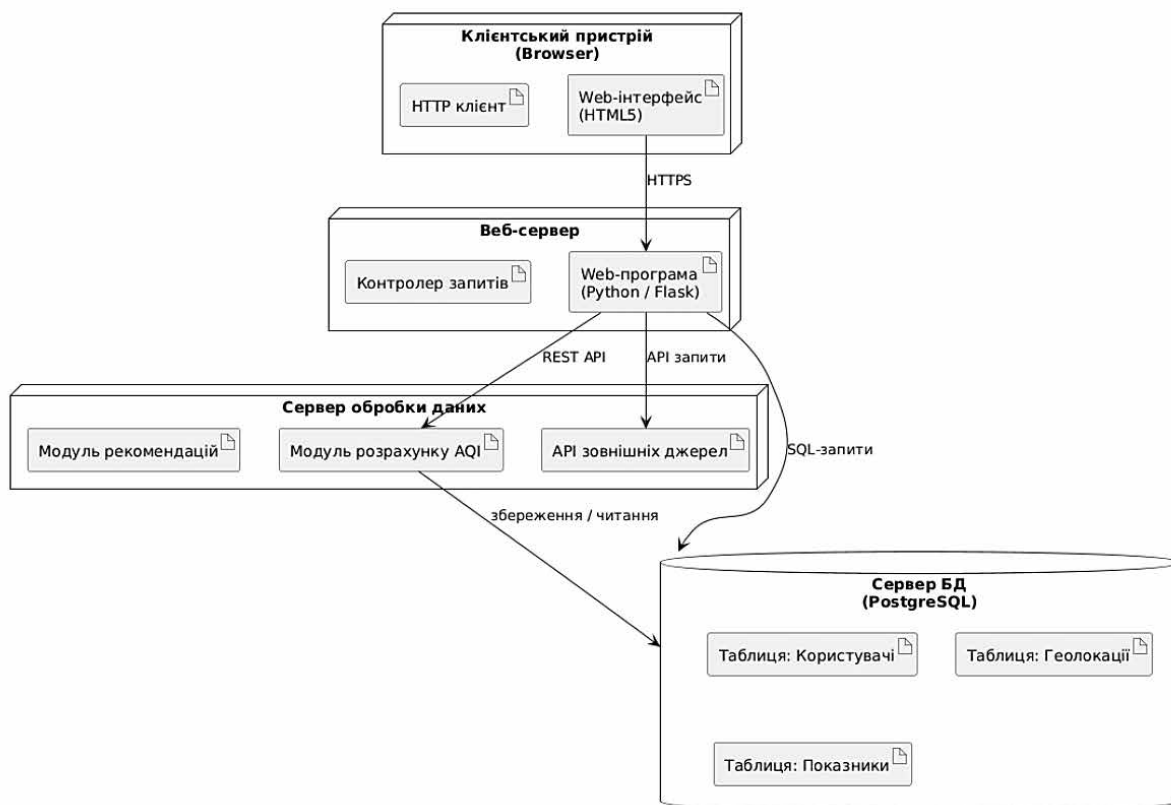 Клієнтський пристрій
(Browser)
HTTP клієнт
Web-інтерфейс
(HTML5)
HTTPS
Веб-сервер
Контролер запитів
Web-програма
(Python / Flask)
REST API
API запити
SQL-запити
Сервер обробки даних
Модуль рекомендацій
Модуль розрахунку AQI
API зовнішніх джерел
збереження / читання
Сервер БД
(PostgreSQL)
Таблиця: Користувачі
Таблиця: Геолокації
Таблиця: Показники